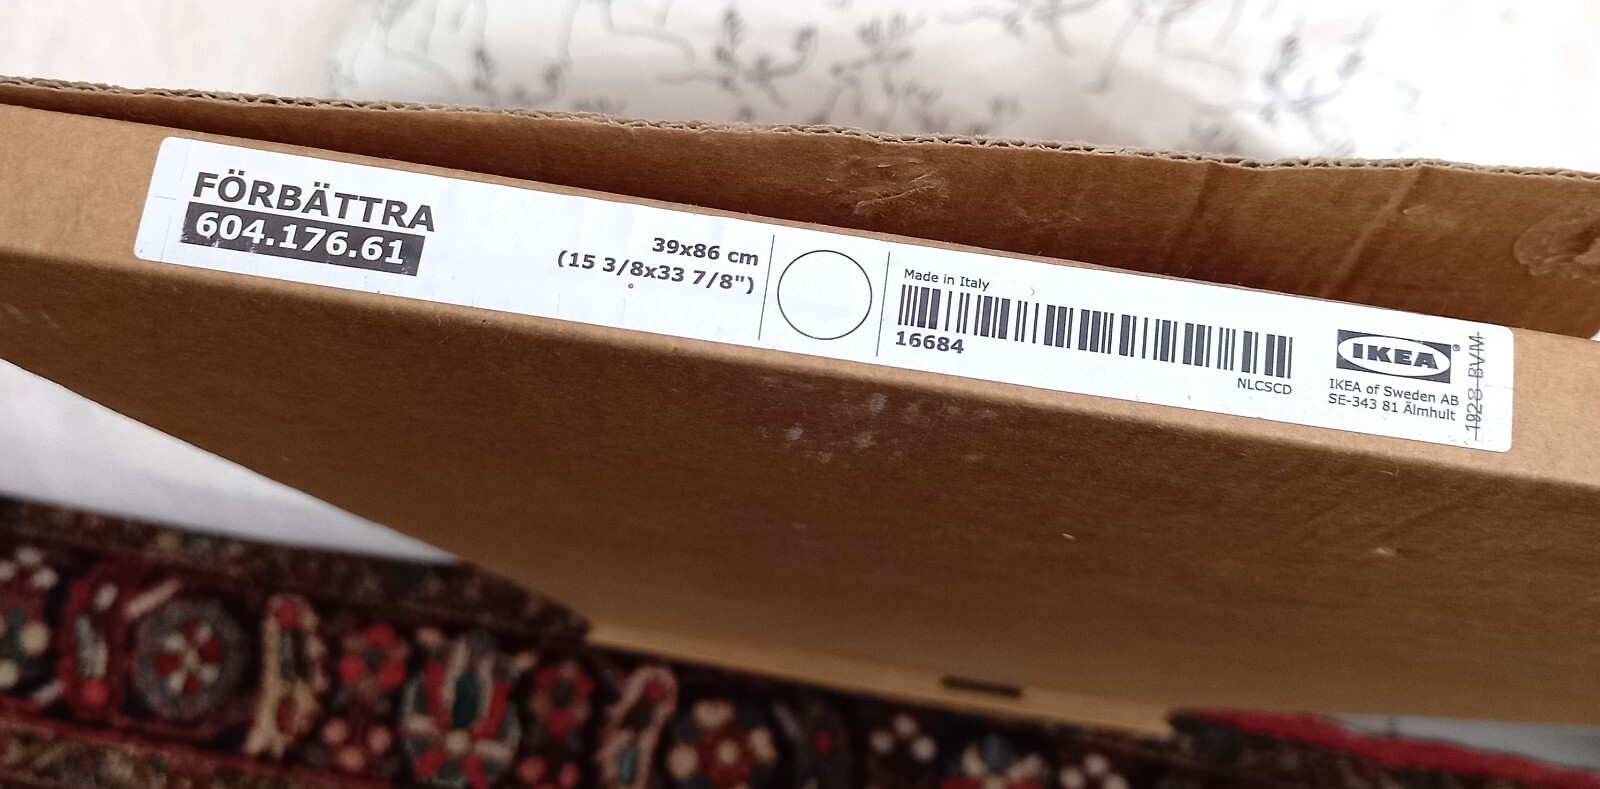 FÖRBÄTTRA
604.176.61
39x86 cm
(15 3/8x33 7/8")
Made in Italy
16684
NLCSCD
IKEA®
IKEA of Sweden AB
SE-343 81 Älmhult
1928 BVM